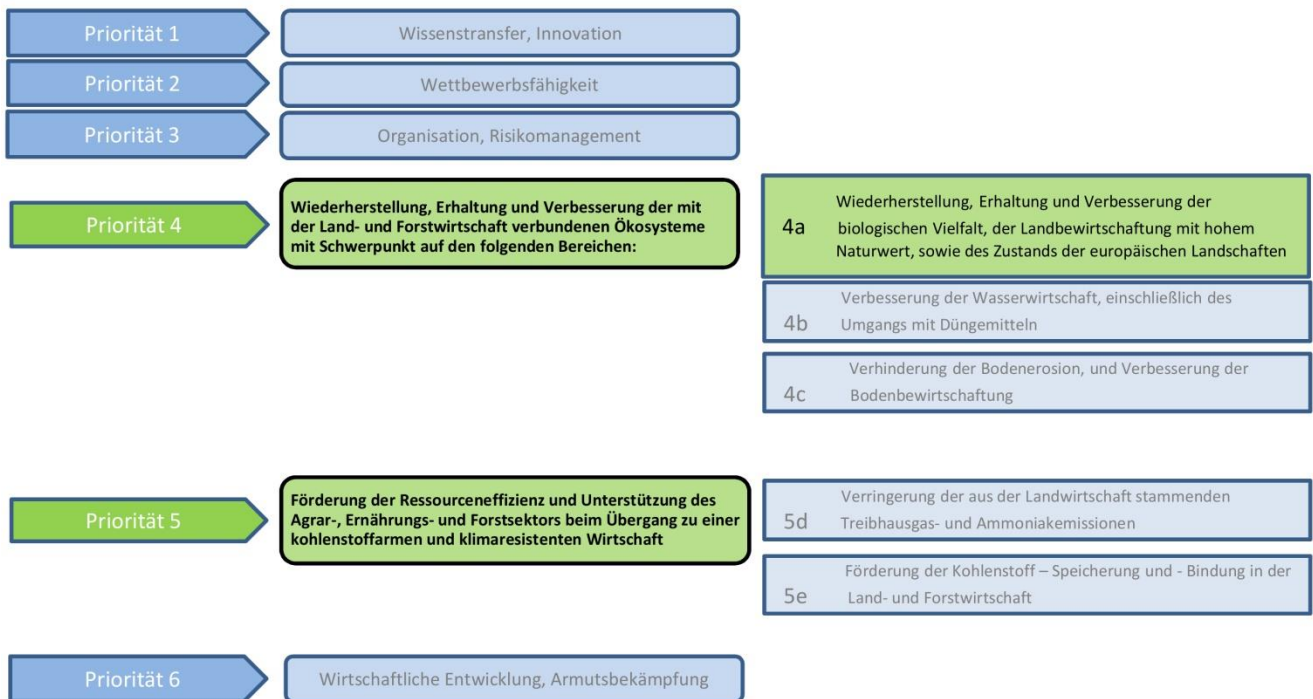 Priorität 1
Wissenstransfer, Innovation
Priorität 2
Wettbewerbsfähigkeit
Priorität 3
Organisation, Risikomanagement
Priorität 4
Wiederherstellung, Erhaltung und Verbesserung der mit
der Land- und Forstwirtschaft verbundenen Ökosysteme
mit Schwerpunkt auf den folgenden Bereichen:
4a
Wiederherstellung, Erhaltung und Verbesserung der
biologischen Vielfalt, der Landbewirtschaftung mit hohem
Naturwert, sowie des Zustands der europäischen Landschaften
4b
Verbesserung der Wasserwirtschaft, einschließlich des
Umgangs mit Düngemitteln
4c
Verhinderung der Bodenerosion, und Verbesserung der
Bodenbewirtschaftung
Priorität 5
Förderung der Ressourceneffizienz und Unterstützung des
Agrar-, Ernährungs- und Forstsektors beim Übergang zu einer
kohlenstoffarmen und klimaresistenten Wirtschaft
5d
Verringerung der aus der Landwirtschaft stammenden
Treibhausgas- und Ammoniakemissionen
5e
Förderung der Kohlenstoff – Speicherung und - Bindung in der
Land- und Forstwirtschaft
Priorität 6
Wirtschaftliche Entwicklung, Armutsbekämpfung